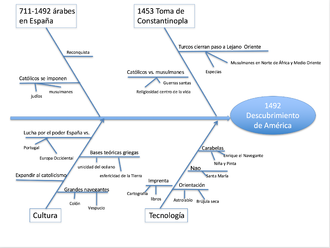 711-1492 árabes
en España
1453 Toma de
Constantinopla
Reconquista
Católicos se imponen
judíos
musulmanes
Turcos cierran paso a Lejano Oriente
Musulmanes en Norte de África y Medio Oriente
Especias
Católicos vs. musulmanes
Guerras santas
Religiosidad centro de la vida
1492
Descubrimiento
de América
Lucha por el poder España vs.
Portugal
Europa Occidente
Bases teóricas griegas
unicidad del océano
esfericidad de la Tierra
Expandir al catolicismo
Grandes navegantes
Colón
Vespucio
Cultura
Carabelas
Enrique el Navegante
Niña y Pinta
Nao
Santa María
Imprenta
Cartografía
libros
Orientación
Astrolabio
Brújula seca
Tecnología